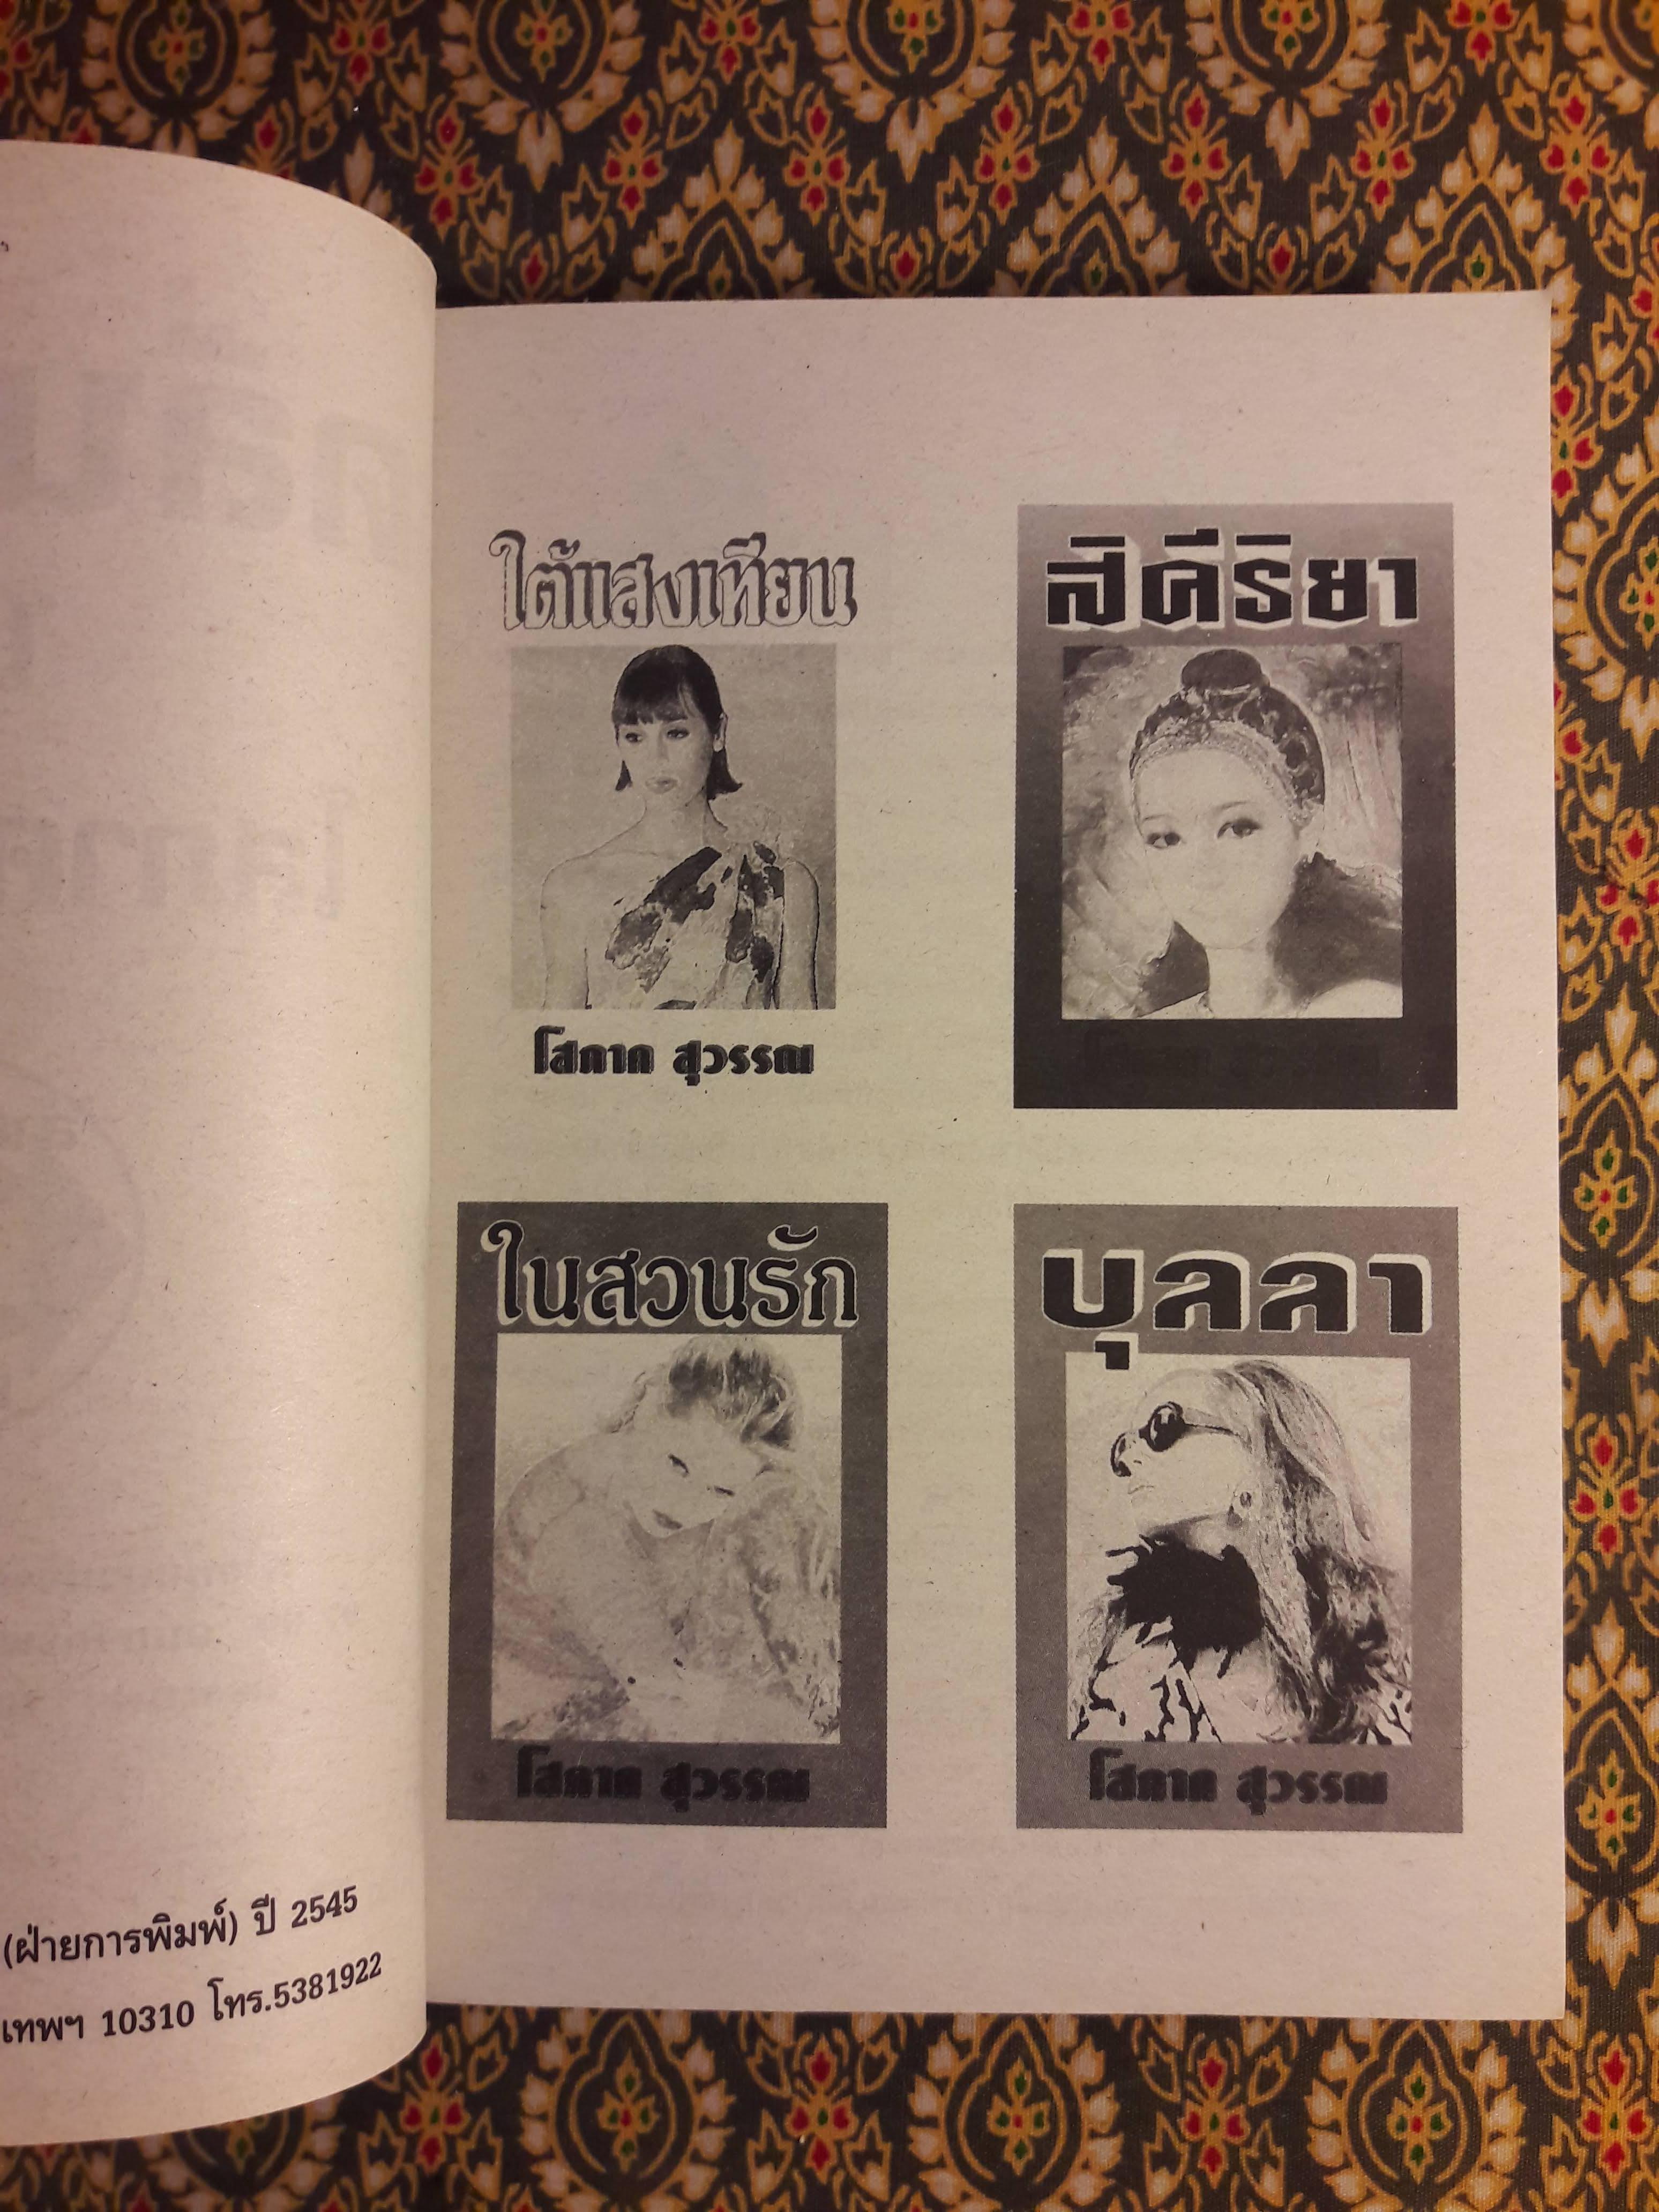 (ฝ่ายการพิมพ์) ปี 2545
เทพฯ 10310 โทร.5381922
ใต้แสงเทียน
โสภาค สุวรรณ
สิคีริยา
ในสวนรัก
โสภาค สุวรรณ
บุลลา
โสภาค สุวรรณ